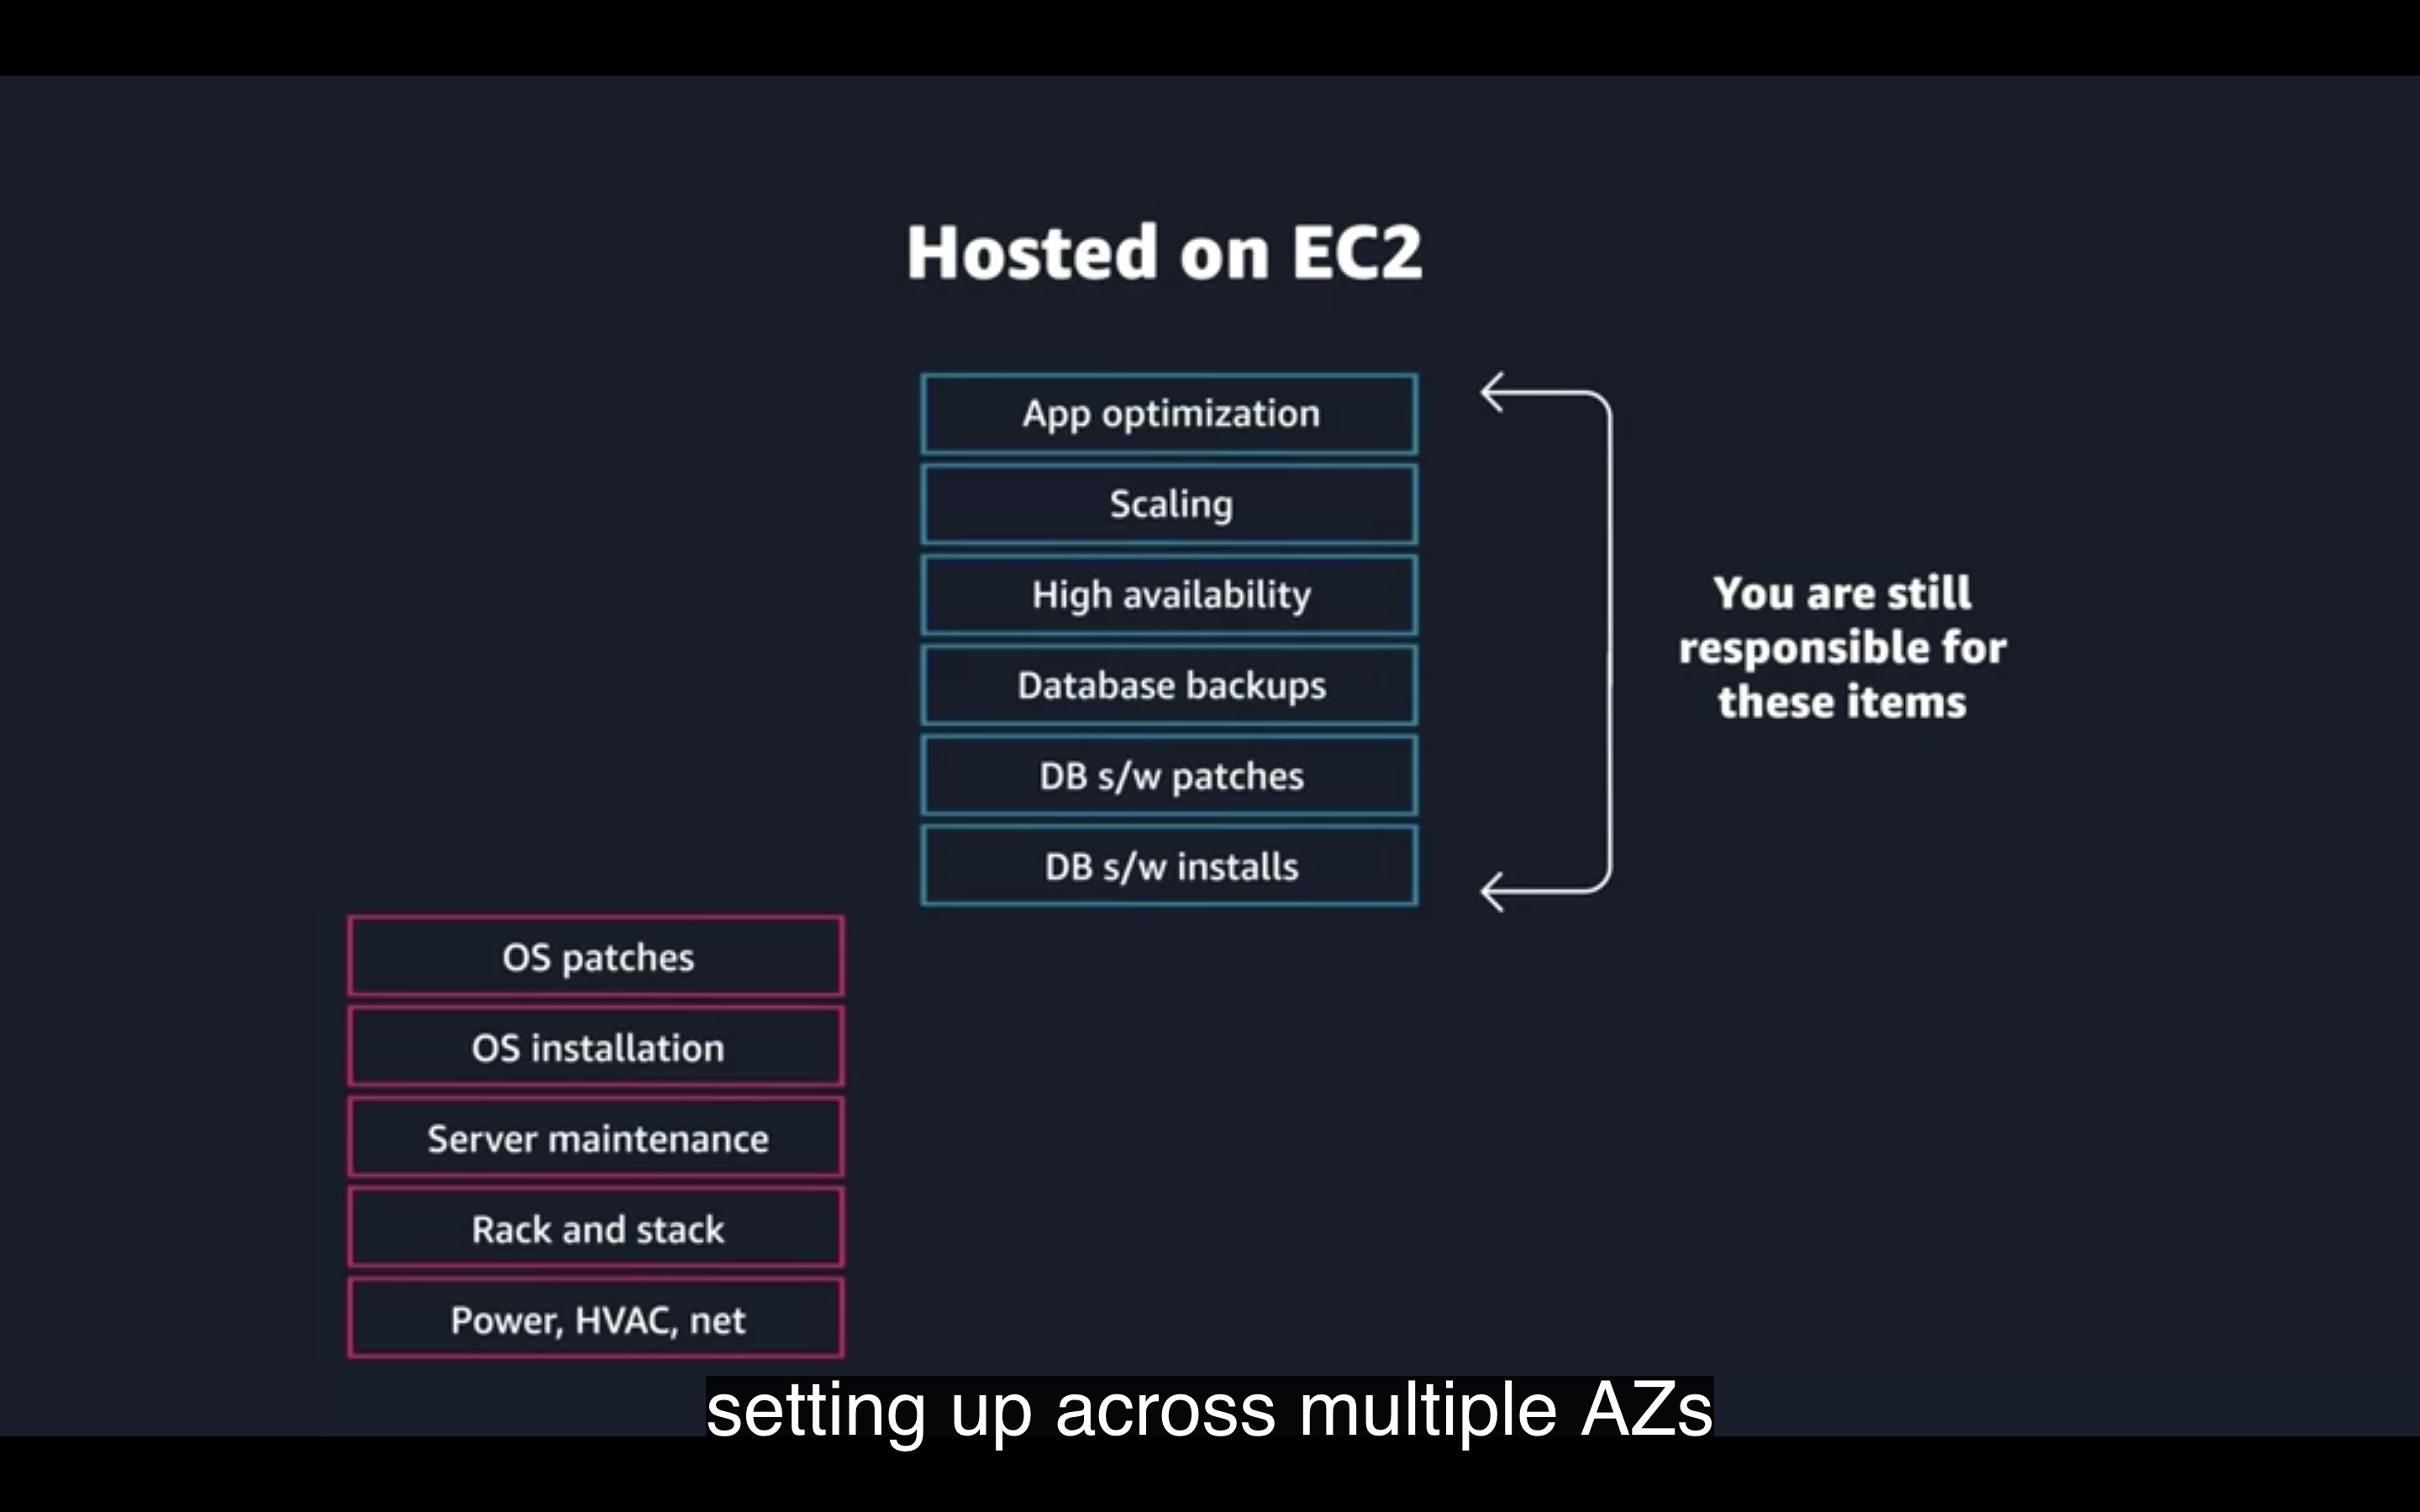 Hosted on EC2
App optimization
Scaling
High availability
Database backups
DB s/w patches
DB s/w installs
You are still
responsible for
these items
OS patches
OS installation
Server maintenance
Rack and stack
Power, HVAC, net
setting up across multiple AZs